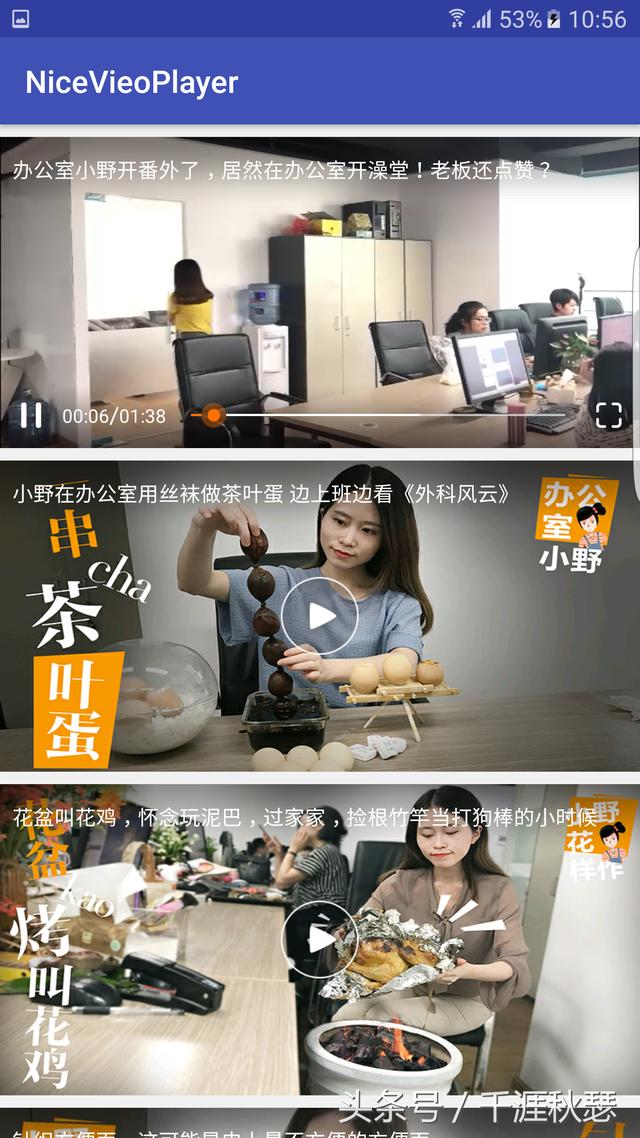 53% 10:56
NiceVieoPlayer
办公室小野开番外了，居然在办公室开澡堂！老板还点赞？
00:06/01:38
小野在办公室用丝袜做茶叶蛋 边上班边看《外科风云》
串
cha
茶
叶
蛋
办公
室
小野
花盆叫花鸡，怀念玩泥巴，过家家，捡根竹竿当打狗棒的小时候
花
盆
kao
烤
叫
花
鸡
小野
花
样作
头条号 / 千涯秋瑟